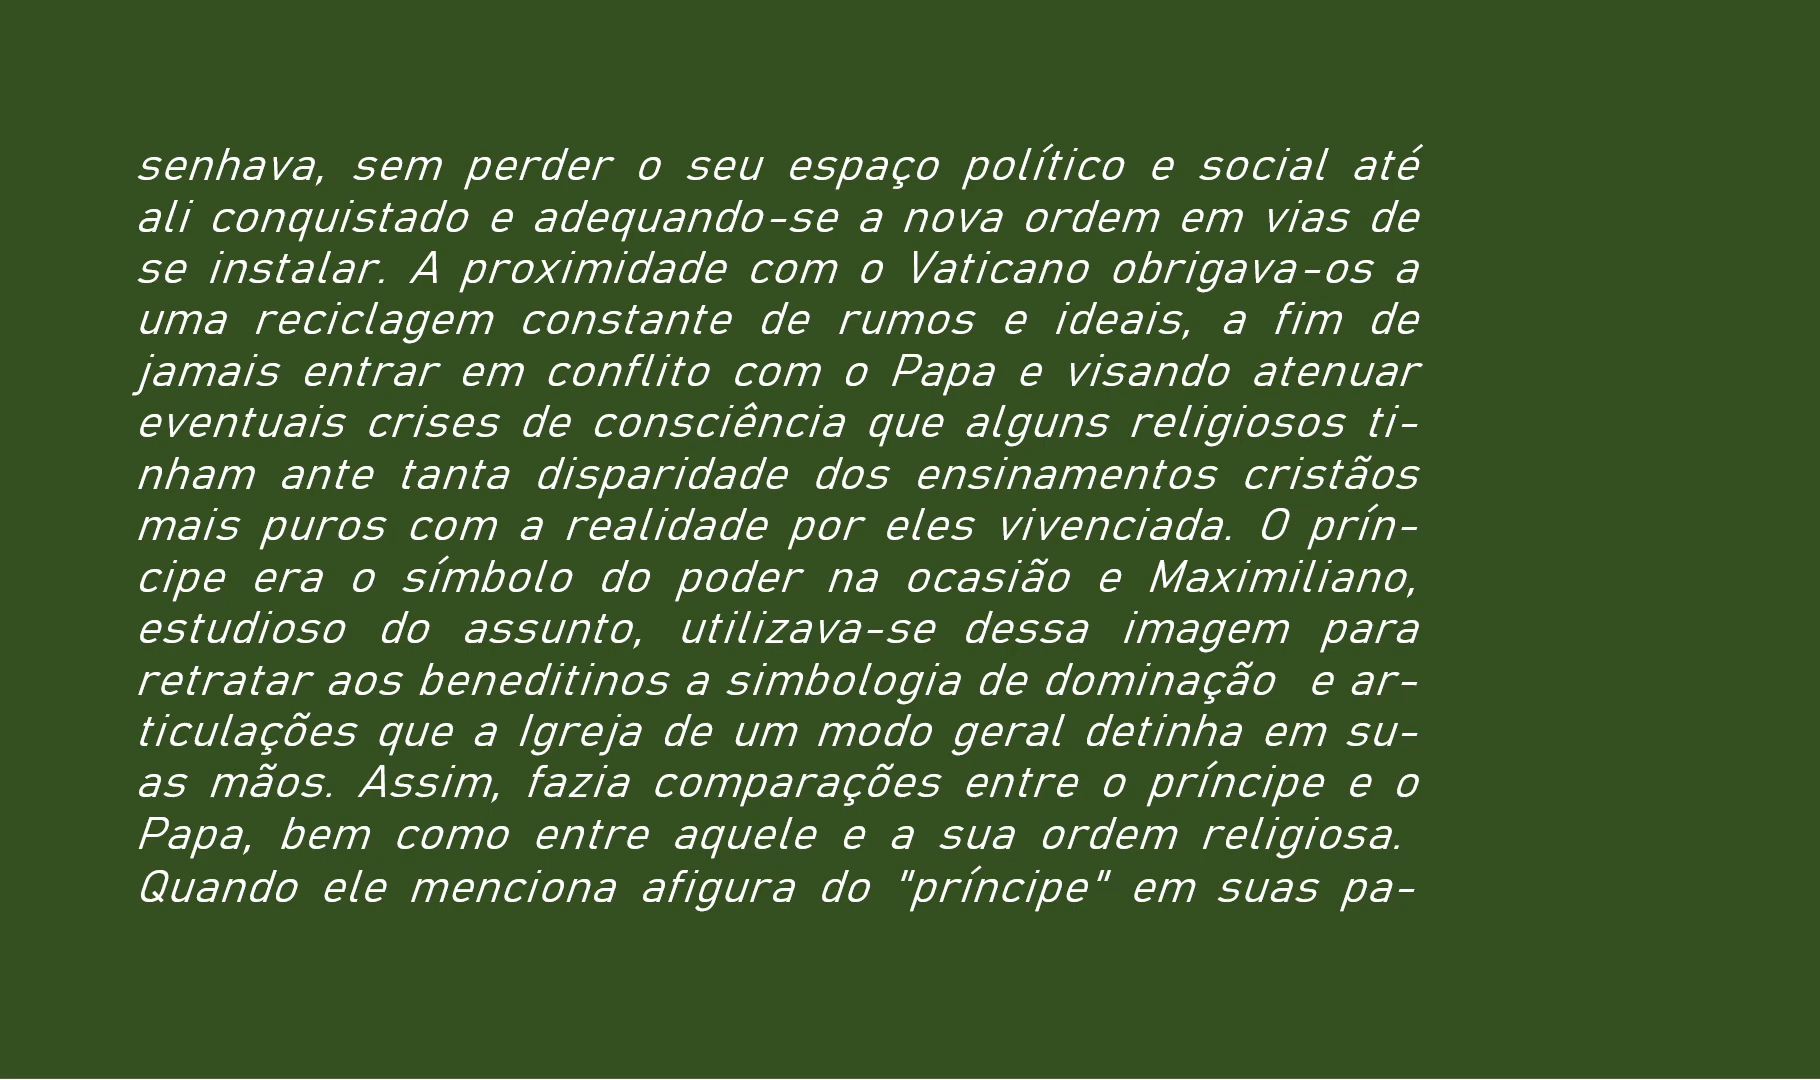 senhava, sem perder o seu espaço político e social até
ali conquistado e adequando-se a nova ordem em vias de
se instalar. A proximidade com o Vaticano obrigava-os a
uma reciclagem constante de rumos e ideais, a fim de
jamais entrar em conflito com o Papa e visando atenuar
eventuais crises de consciência que alguns religiosos ti-
nham ante tanta disparidade dos ensinamentos cristãos
mais puros com a realidade por eles vivenciada. O prín-
cipe era o símbolo do poder na ocasião e Maximiliano,
estudioso do assunto, utilizava-se dessa imagem para
retratar aos beneditinos a simbologia de dominação  e ar-
ticulações que a Igreja de um modo geral detinha em su-
as mãos. Assim, fazia comparações entre o príncipe e o
Papa, bem como entre aquele e a sua ordem religiosa.
Quando ele menciona afigura do "príncipe" em suas pa-